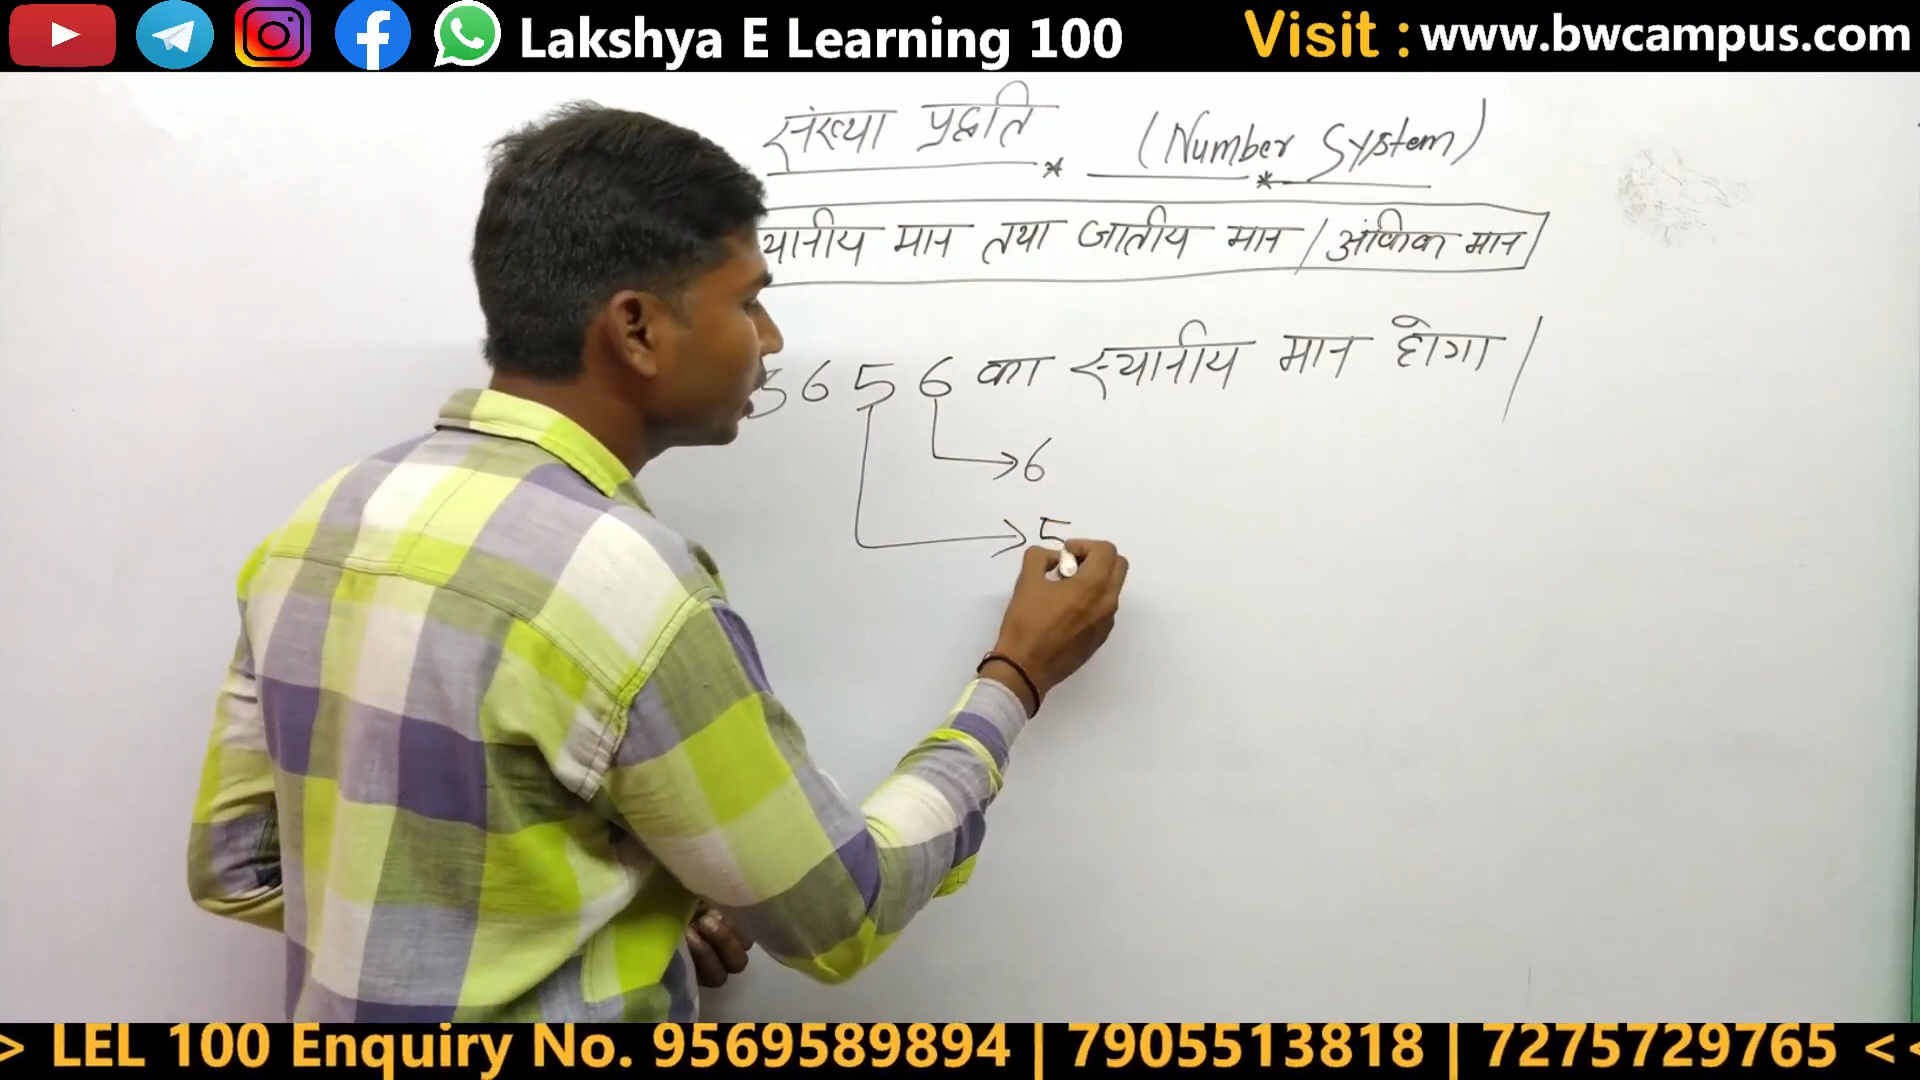 Lakshya E Learning 100 Visit : www.bwcampus.com
संख्या पद्धति (Number System)
स्थानीय मान तथा जातीय मान / आंकिक मान
5656 का स्थानीय मान होगा।
6
5
> LEL 100 Enquiry No. 9569589894 | 7905513818 | 7275729765 <